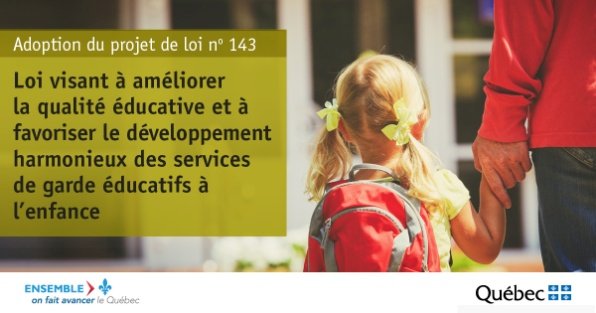 Adoption du projet de loi nº 143
Loi visant à améliorer
la qualité éducative et à
favoriser le développement
harmonieux des services
de garde éducatifs à
l’enfance
ENSEMBLE
on fait avancer le Québec
Québec